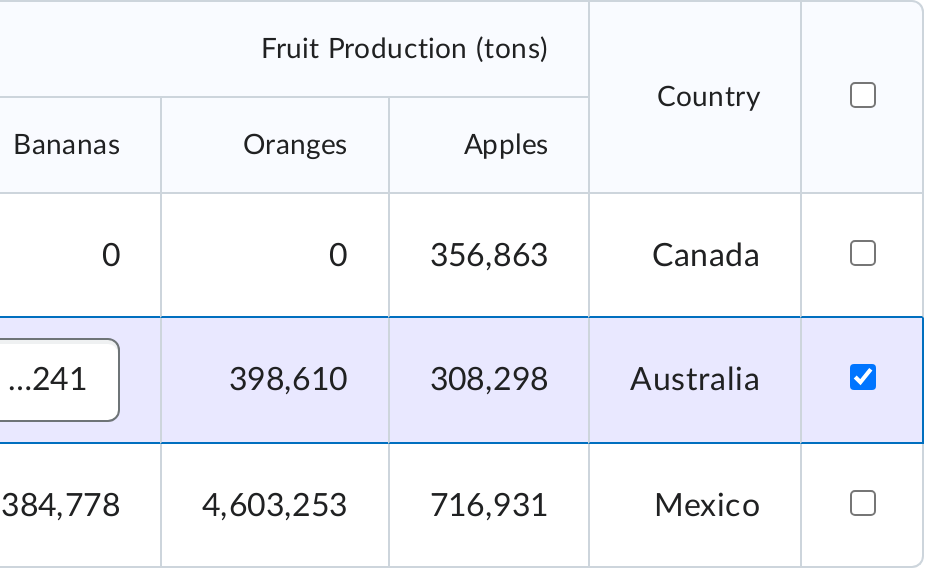 Fruit Production (tons)
Country
Bananas Oranges Apples
0 0 356,863 Canada
...241 398,610 308,298 Australia
384,778 4,603,253 716,931 Mexico